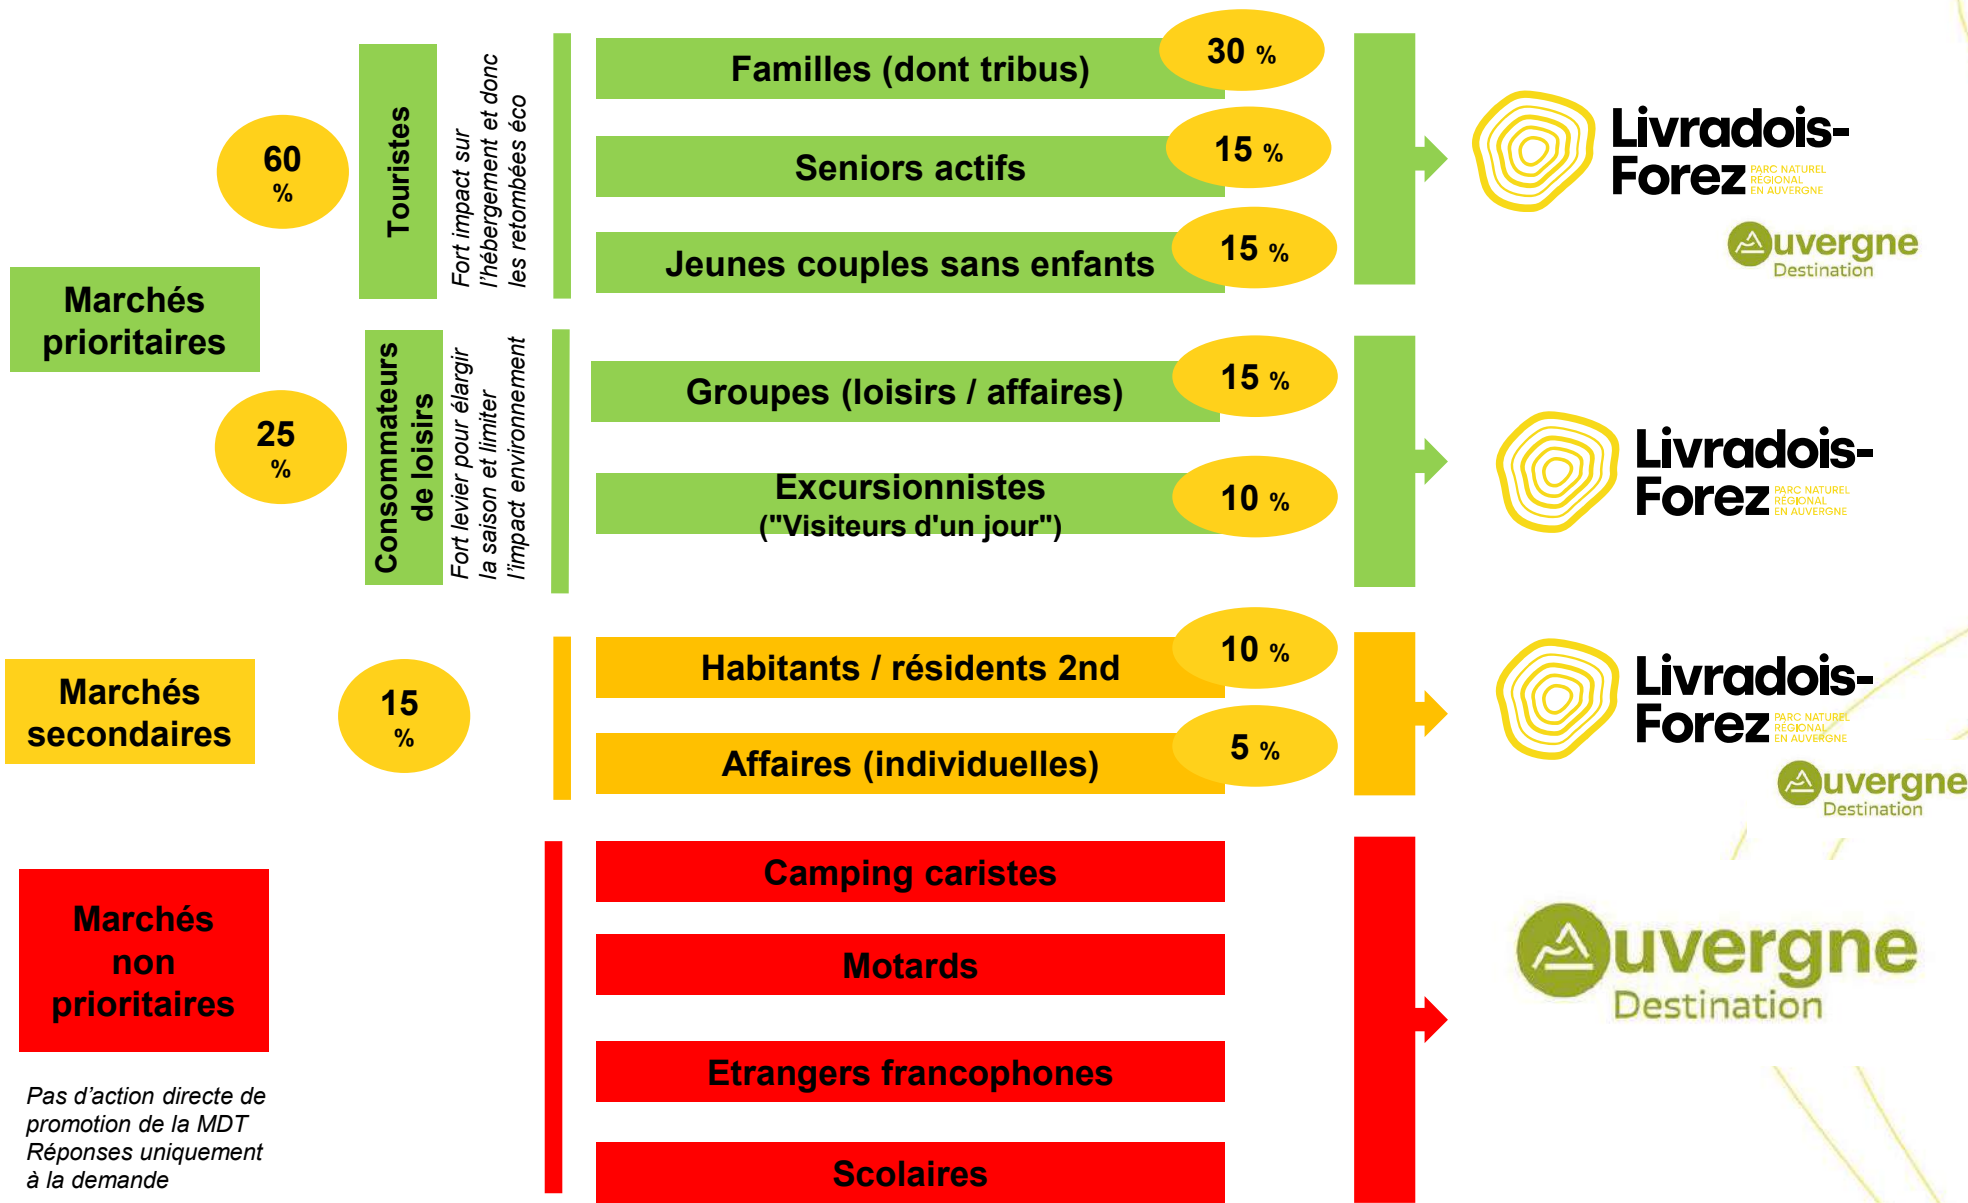 Marchés
prioritaires
60
%
Touristes
Fort impact sur
l'hébergement et donc
les retombées éco
Familles (dont tribus)
30 %
Seniors actifs
15 %
Jeunes couples sans enfants
15 %
Livradois-
Forez
PARC NATUREL
RÉGIONAL
EN AUVERGNE
Auvergne
Destination
25
%
Consommateurs
de loisirs
Fort levier pour élargir
la saison et limiter
l'impact environnement
Groupes (loisirs / affaires)
15 %
Excursionnistes
("Visiteurs d'un jour")
10 %
Livradois-
Forez
PARC NATUREL
RÉGIONAL
EN AUVERGNE
Marchés
secondaires
15
%
Habitants / résidents 2nd
10 %
Affaires (individuelles)
5 %
Livradois-
Forez
PARC NATUREL
RÉGIONAL
EN AUVERGNE
Auvergne
Destination
Marchés
non
prioritaires
Pas d'action directe de
promotion de la MDT
Réponses uniquement
à la demande
Camping caristes
Motards
Etrangers francophones
Scolaires
Auvergne
Destination